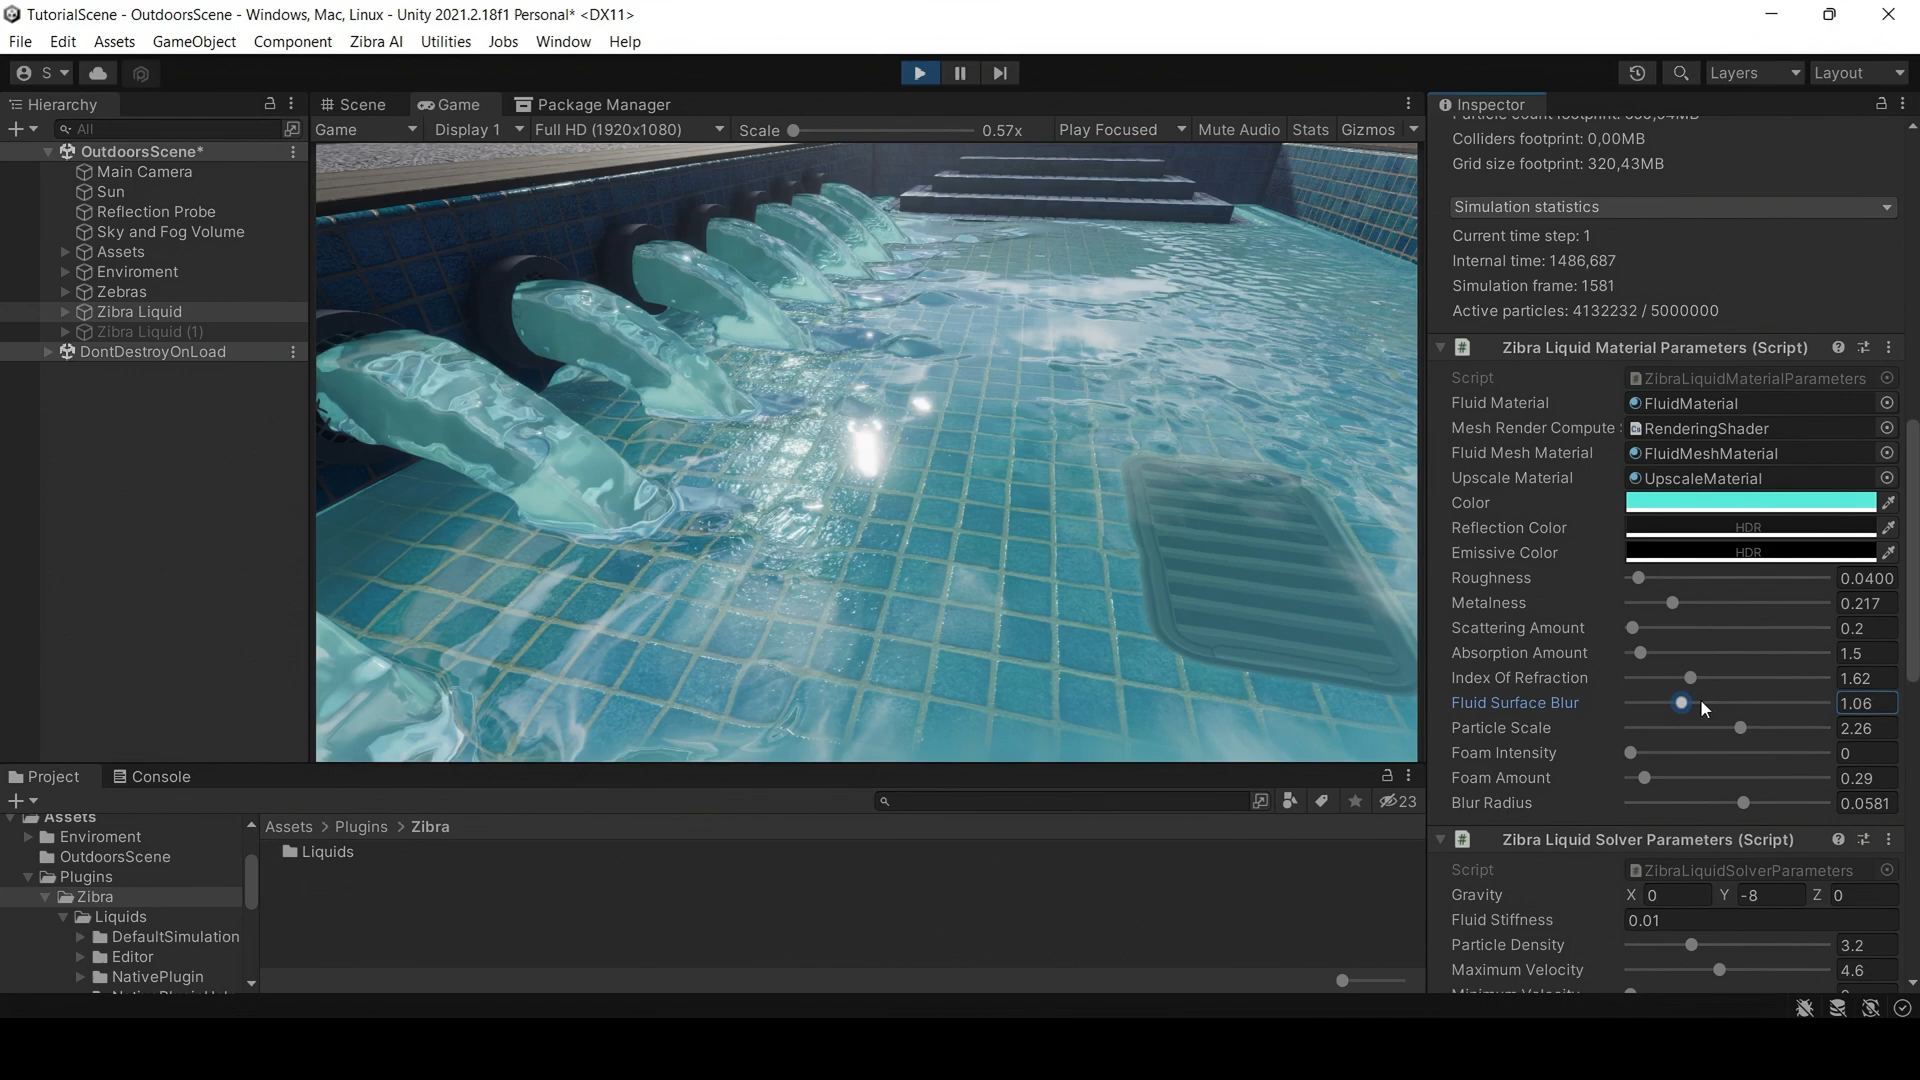 TutorialScene - OutdoorsScene - Windows, Mac, Linux - Unity 2021.2.18f1 Personal* <DX11>
File Edit Assets GameObject Component Zibra AI Utilities Jobs Window Help
S Layers Layout
Hierarchy
All
OutdoorsScene*
Main Camera
Sun
Reflection Probe
Sky and Fog Volume
Assets
Enviroment
Zebras
Zibra Liquid
Zibra Liquid (1)
DontDestroyOnLoad
Scene Game Package Manager
Game Display 1 Full HD (1920x1080) Scale 0.57x Play Focused Mute Audio Stats Gizmos
Inspector
Colliders footprint: 0,00MB
Grid size footprint: 320,43MB
Simulation statistics
Current time step: 1
Internal time: 1486,687
Simulation frame: 1581
Active particles: 4132232 / 5000000
Zibra Liquid Material Parameters (Script)
Script ZibraLiquidMaterialParameters
Fluid Material FluidMaterial
Mesh Render Compute RenderingShader
Fluid Mesh Material FluidMeshMaterial
Upscale Material UpscaleMaterial
Color
Reflection Color HDR
Emissive Color HDR
Roughness 0.0400
Metalness 0.217
Scattering Amount 0.2
Absorption Amount 1.5
Index Of Refraction 1.62
Fluid Surface Blur 1.06
Particle Scale 2.26
Foam Intensity 0
Foam Amount 0.29
Blur Radius 0.0581
Zibra Liquid Solver Parameters (Script)
Script ZibraLiquidSolverParameters
Gravity X 0 Y -8 Z 0
Fluid Stiffness 0.01
Particle Density 3.2
Maximum Velocity 4.6
Project Console
23
Assets
Enviroment
OutdoorsScene
Plugins
Zibra
Liquids
DefaultSimulation
Editor
NativePlugin
Assets > Plugins > Zibra
Liquids